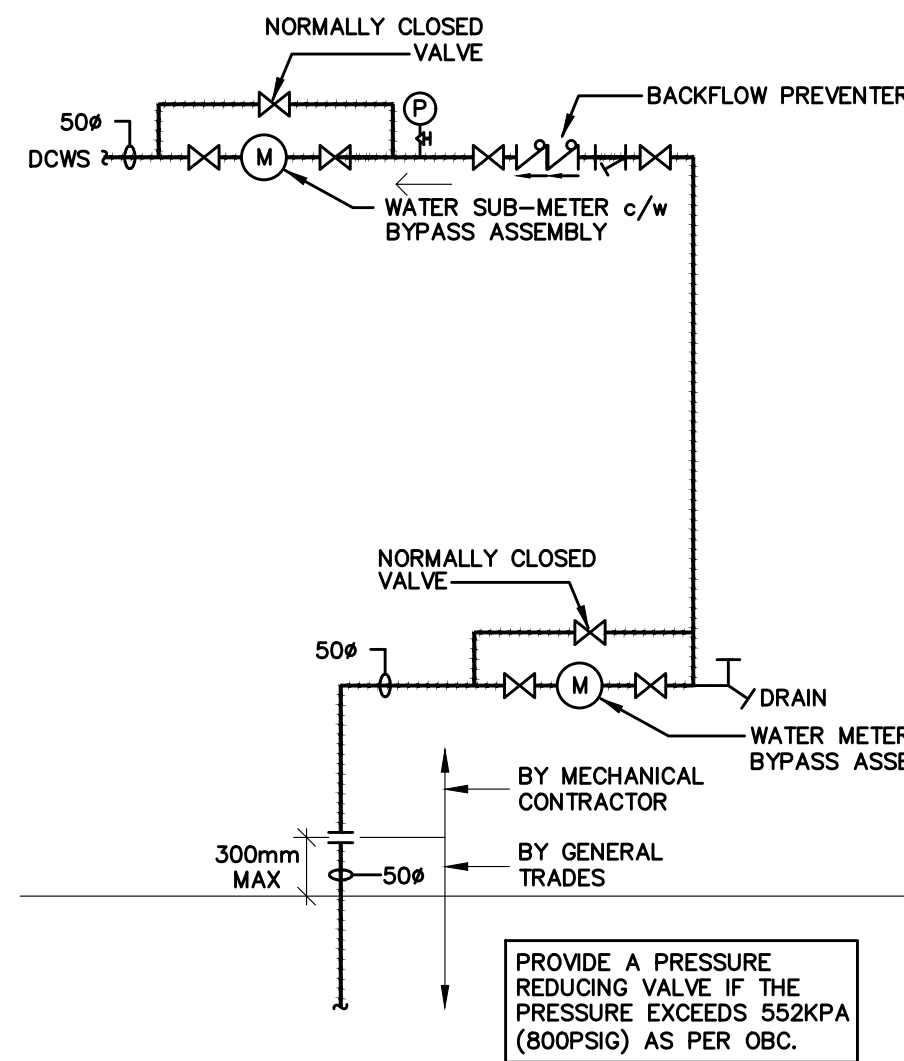 NORMALLY CLOSED
VALVE
P
BACKFLOW PREVENTER
50ø
DCWS
M
WATER SUB-METER c/w
BYPASS ASSEMBLY
NORMALLY CLOSED
VALVE
50ø
M
DRAIN
WATER METER
BYPASS ASSE
BY MECHANICAL
CONTRACTOR
300mm
MAX
BY GENERAL
TRADES
50ø
PROVIDE A PRESSURE
REDUCING VALVE IF THE
PRESSURE EXCEEDS 552KPA
(800PSIG) AS PER OBC.